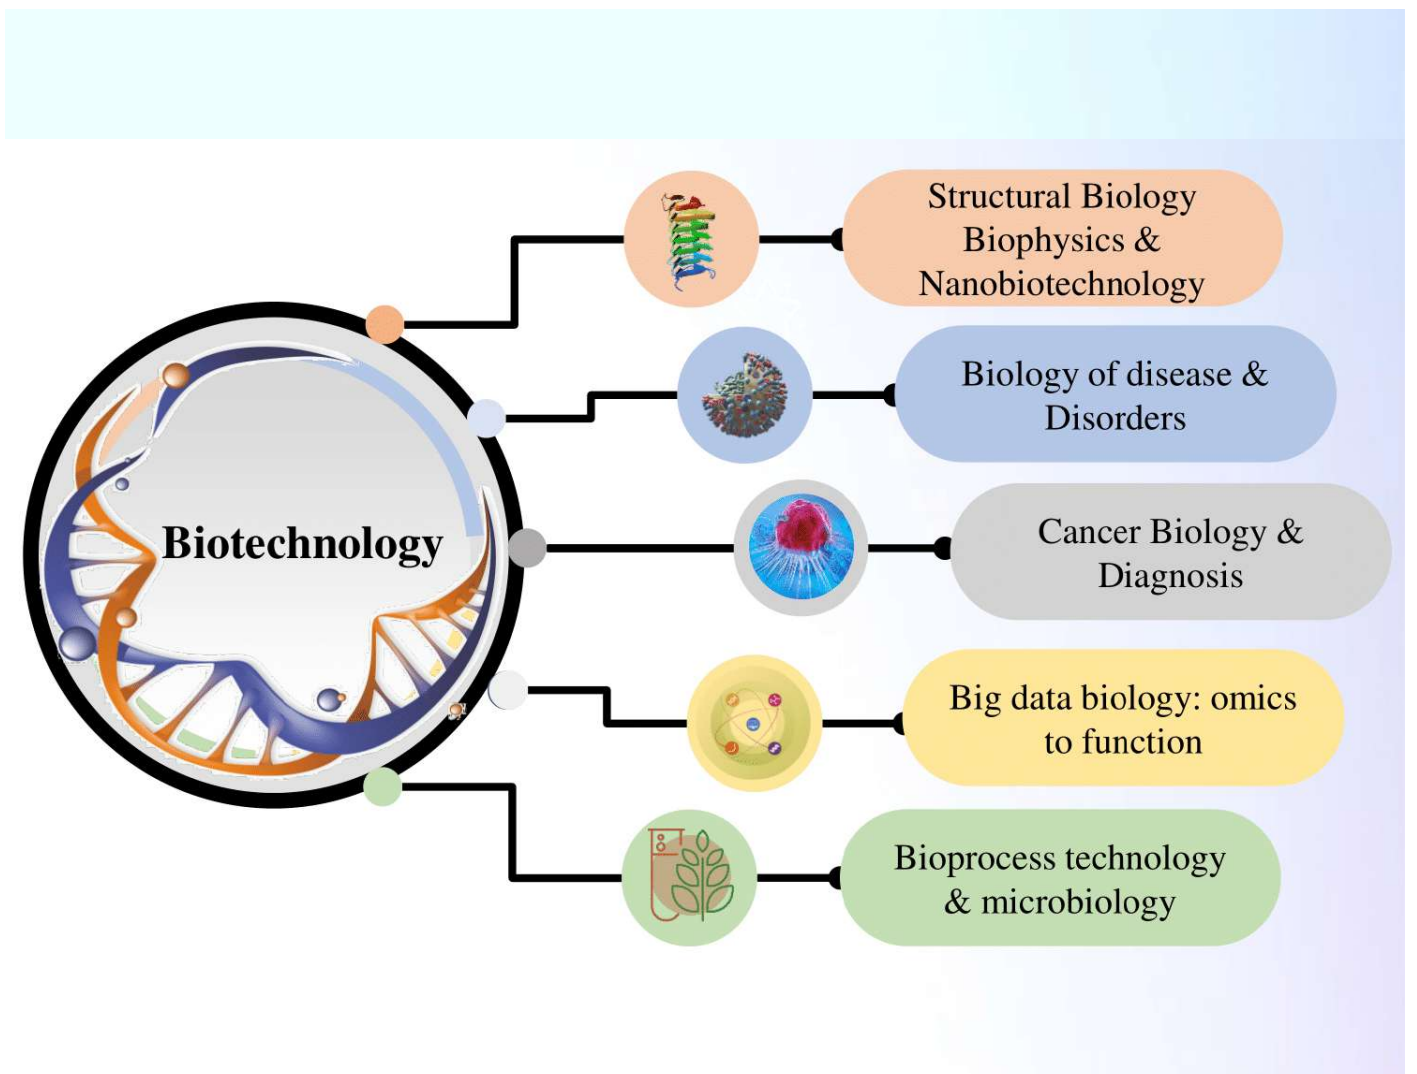 Structural Biology
Biophysics &
Nanobiotechnology
Biology of disease &
Disorders
Biotechnology
Cancer Biology &
Diagnosis
Big data biology: omics
to function
Bioprocess technology
& microbiology